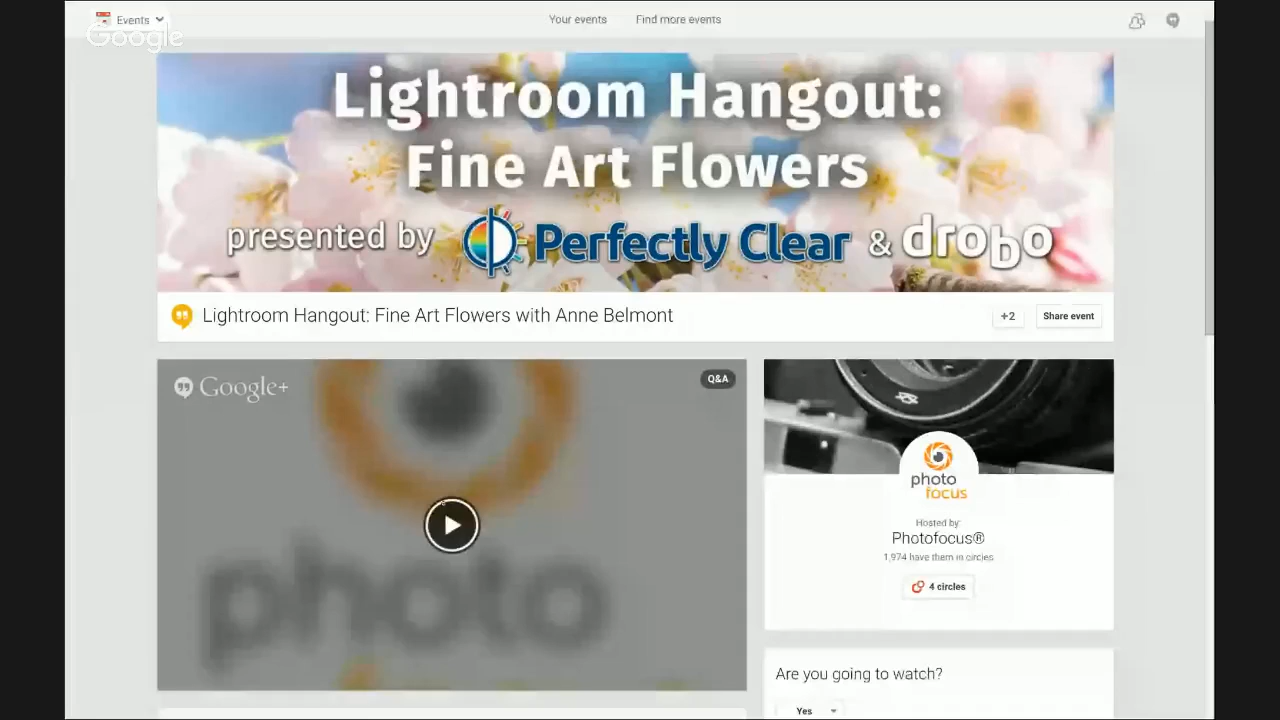 Events
Your events
Find more events
Google
Lightroom Hangout:
Fine Art Flowers
presented by Perfectly Clear & drobo
Lightroom Hangout: Fine Art Flowers with Anne Belmont
+2
Share event
Google+
Q&A
photo
photo
focus
Hosted by:
Photofocus®
1,974 have them in circles
4 circles
Are you going to watch?
Yes